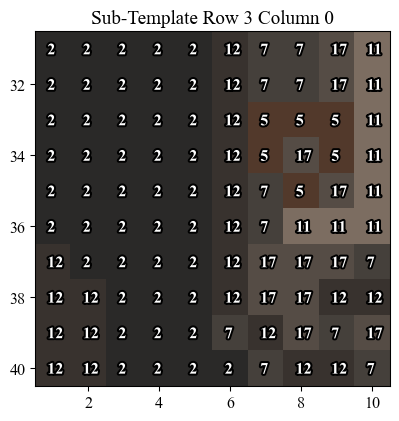 Sub-Template Row 3 Column 0
2 2 2 2 2 12 7 7 17 11
32 2 2 2 2 2 12 7 7 17 11
2 2 2 2 2 12 5 5 5 11
34 2 2 2 2 2 12 5 17 5 11
2 2 2 2 2 12 7 5 17 11
36 2 2 2 2 2 12 7 11 11 11
12 2 2 2 2 12 17 17 17 7
38 12 12 2 2 2 12 17 17 12 12
12 12 2 2 2 7 12 17 7 17
40 12 12 2 2 2 2 7 12 12 7
2 4 6 8 10